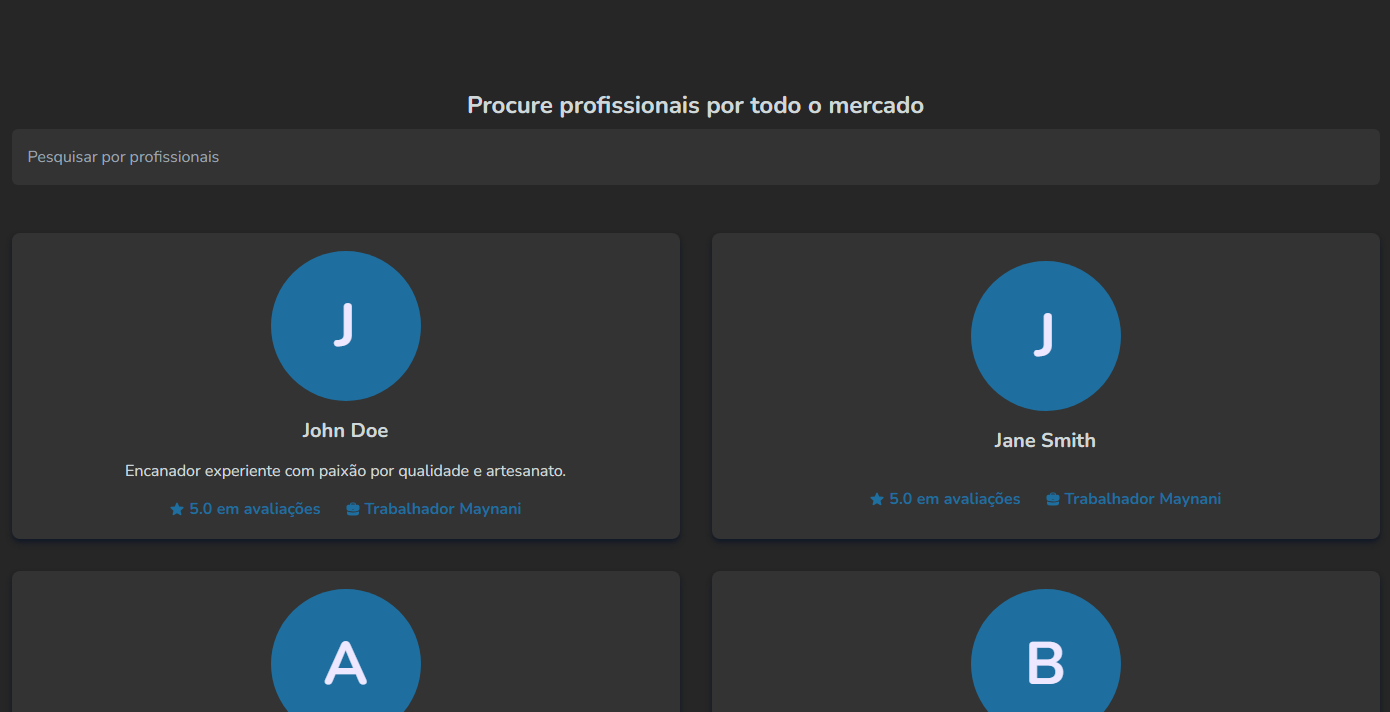 Procure profissionais por todo o mercado
Pesquisar por profissionais
J
John Doe
Encanador experiente com paixão por qualidade e artesanato.
5.0 em avaliações Trabalhador Maynani
J
Jane Smith
5.0 em avaliações Trabalhador Maynani
A
B